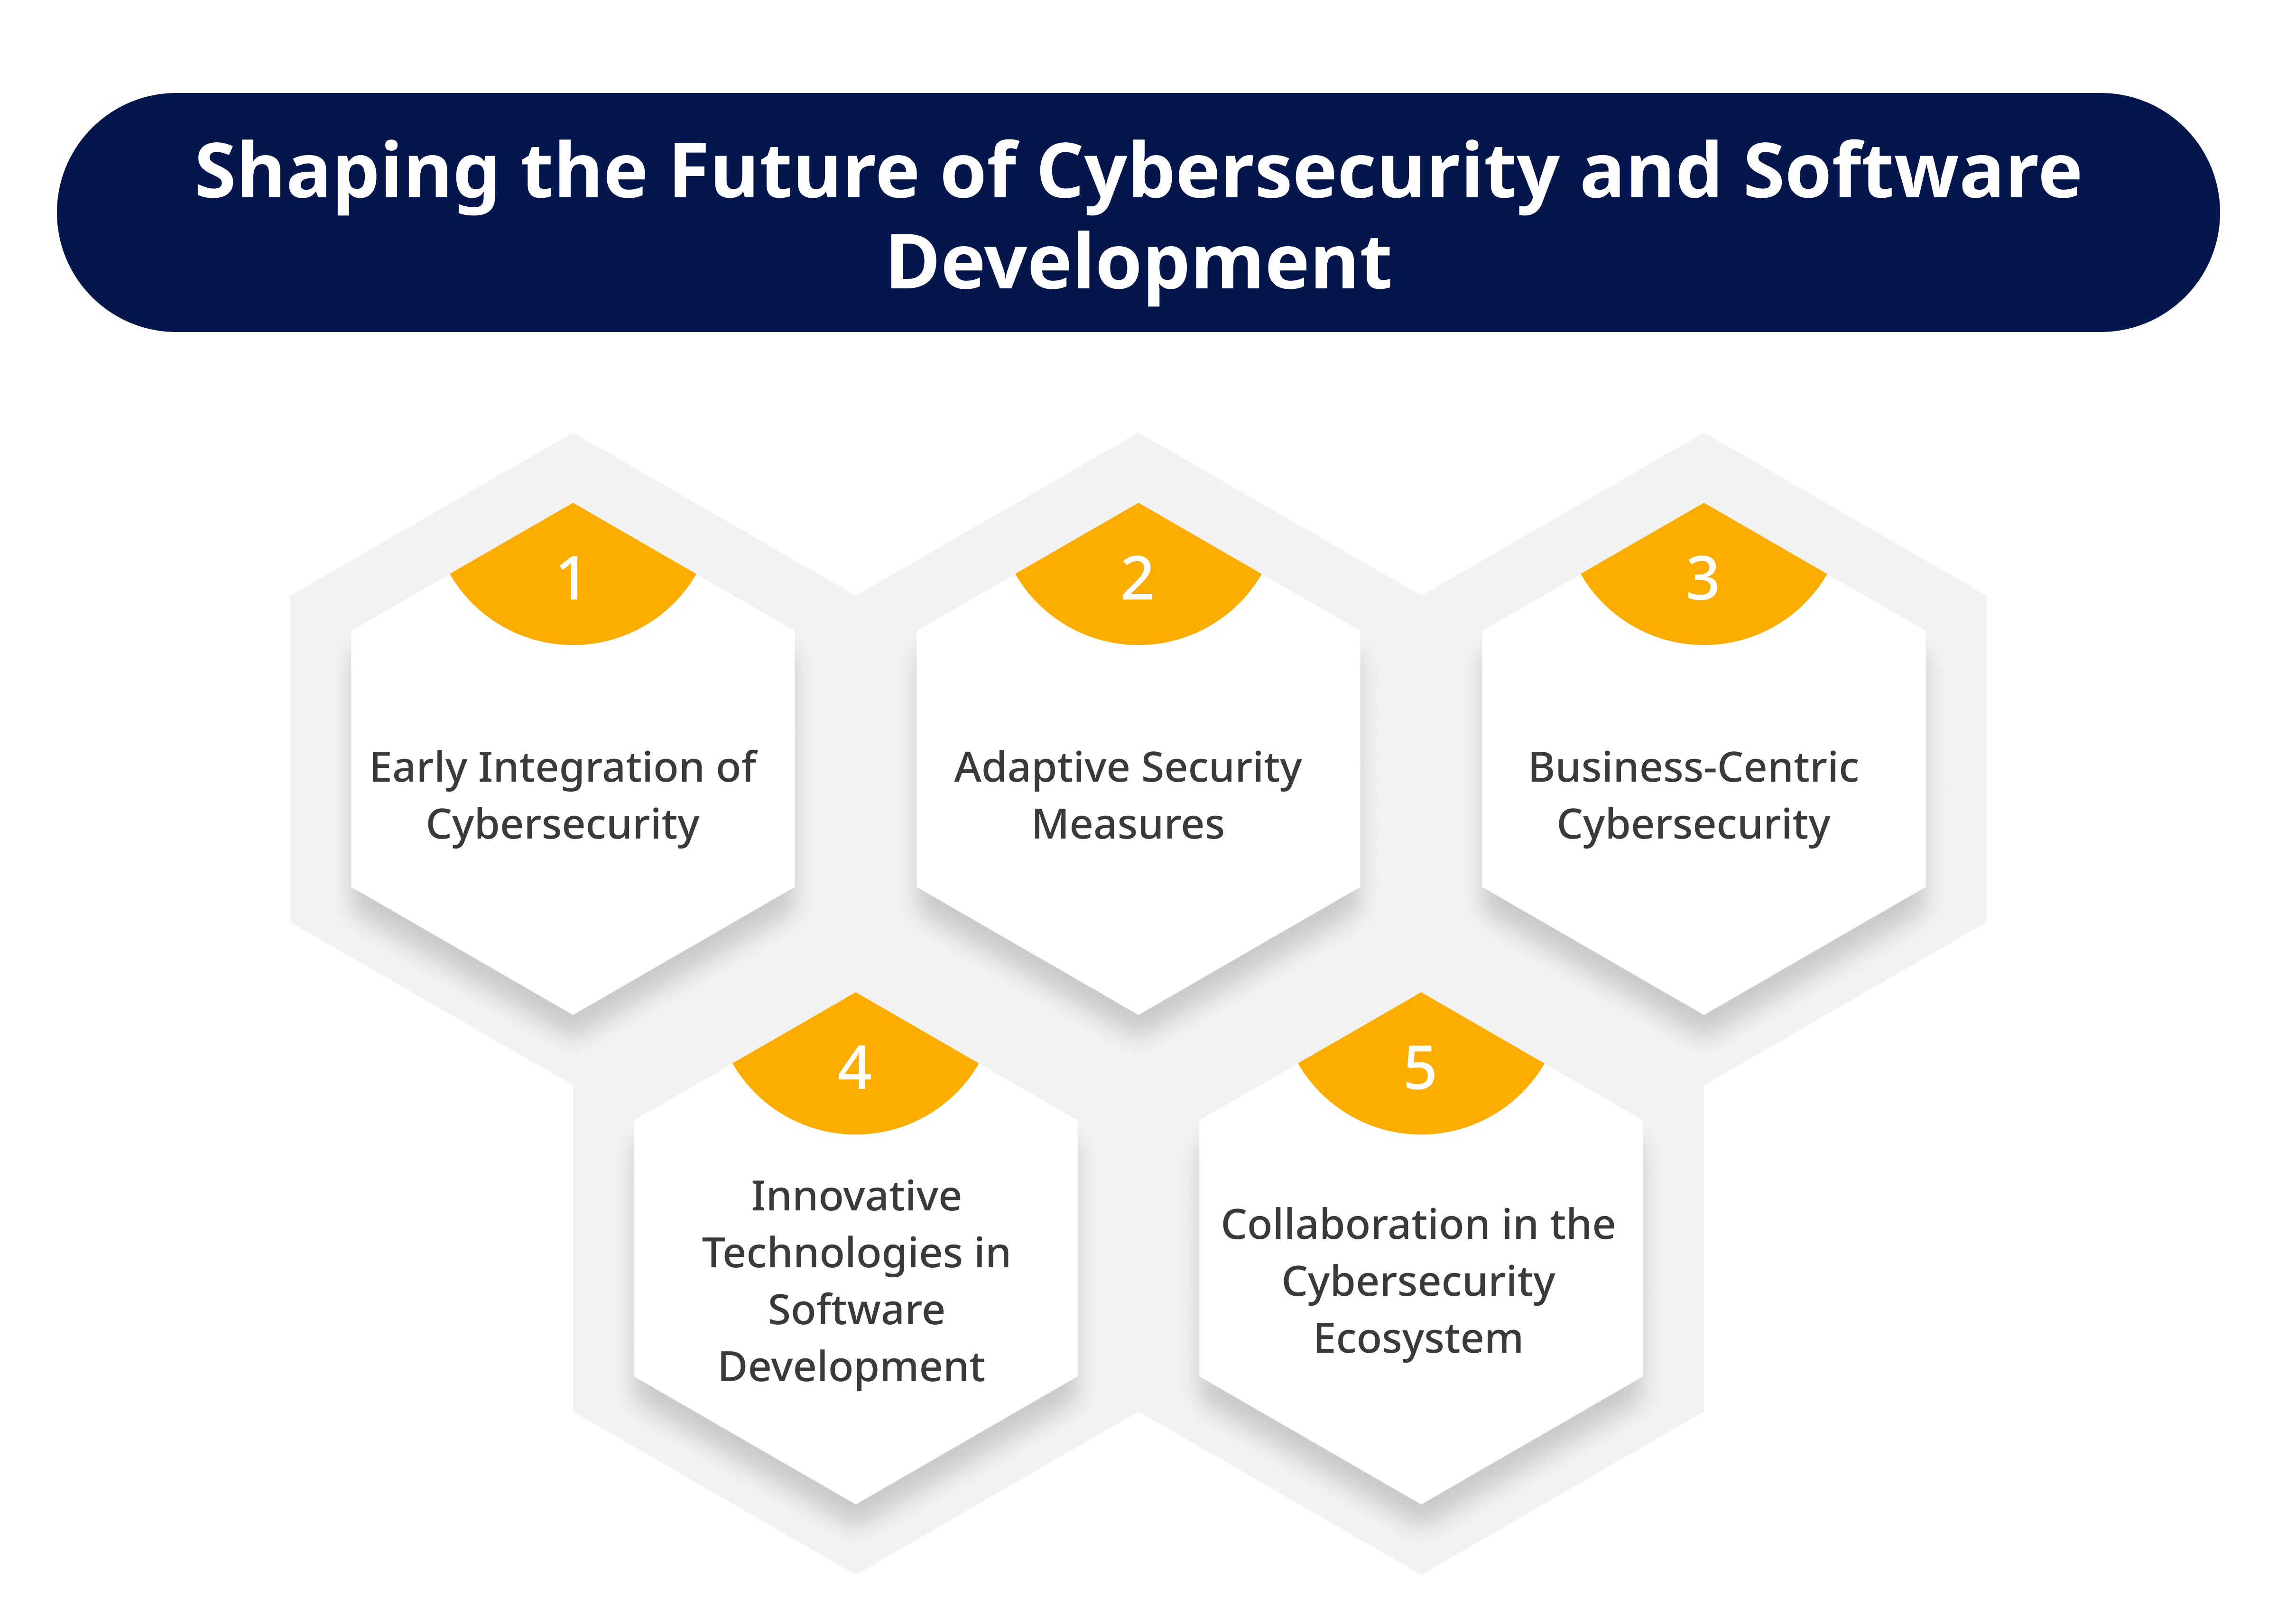 Shaping the Future of Cybersecurity and Software
Development
1
Early Integration of
Cybersecurity
2
Adaptive Security
Measures
3
Business-Centric
Cybersecurity
4
Innovative
Technologies in
Software
Development
5
Collaboration in the
Cybersecurity
Ecosystem